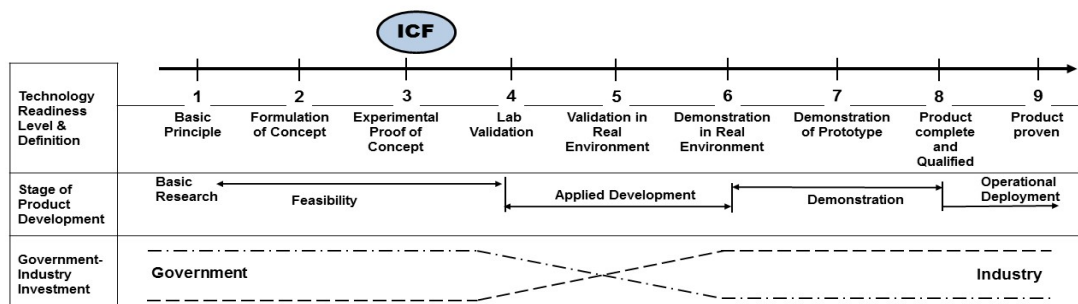 ICF
1 2 3 4 5 6 7 8 9
Technology
Readiness
Level &
Definition
Basic
Principle
Formulation
of Concept
Experimental
Proof of
Concept
Lab
Validation
Validation in
Real
Environment
Demonstration
in Real
Environment
Demonstration
of Prototype
Product
complete
and
Qualified
Product
proven
Stage of
Product
Development
Basic
Research
Feasibility
Applied Development
Demonstration
Operational
Deployment
Government-
Industry
Investment
Government
Industry